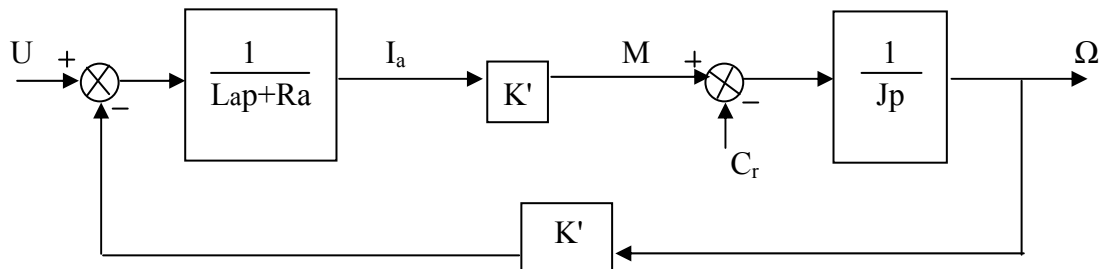 U
+
−
1
Lap+Ra
Ia
K'
M
+
−
Cr
1
Jp
Ω
K'